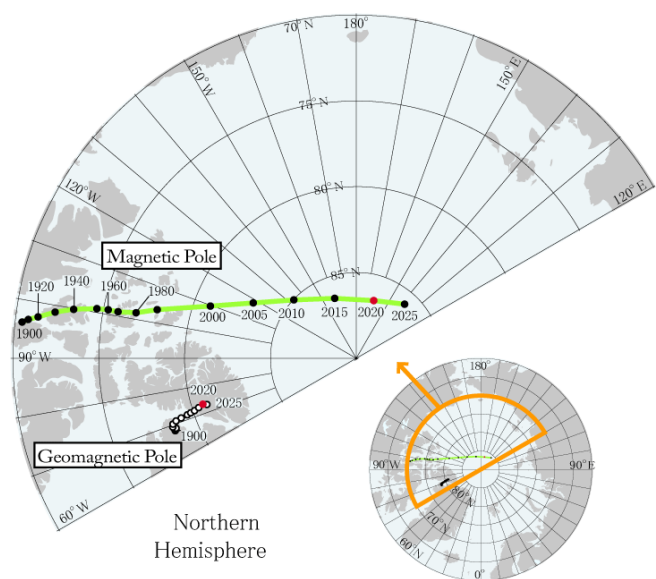 180°
70° N
150° W
150° E
75° N
120° W
80° N
120° E
Magnetic Pole
85° N
1920
1940
1960
1980
2000
2005
2010
2015
2020
2025
1900
90° W
2020
2025
1900
Geomagnetic Pole
60° W
Northern
Hemisphere
180°
90° W
90° E
80° N
70° N
60° N
0°